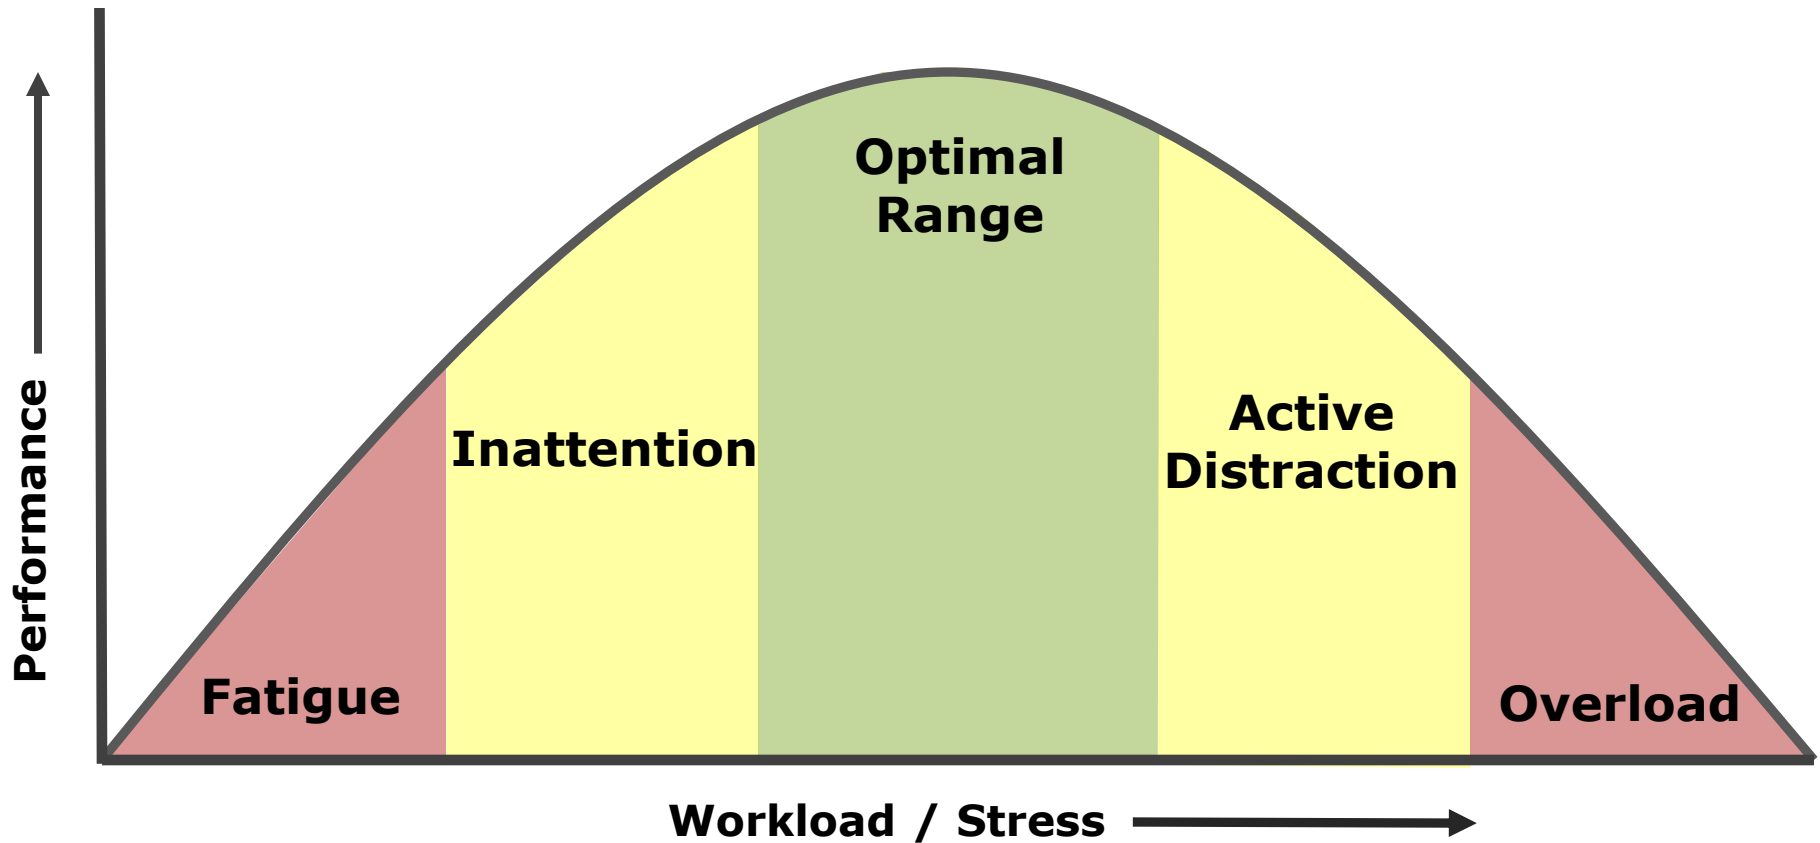 Performance
Optimal
Range
Inattention
Active
Distraction
Fatigue
Overload
Workload / Stress